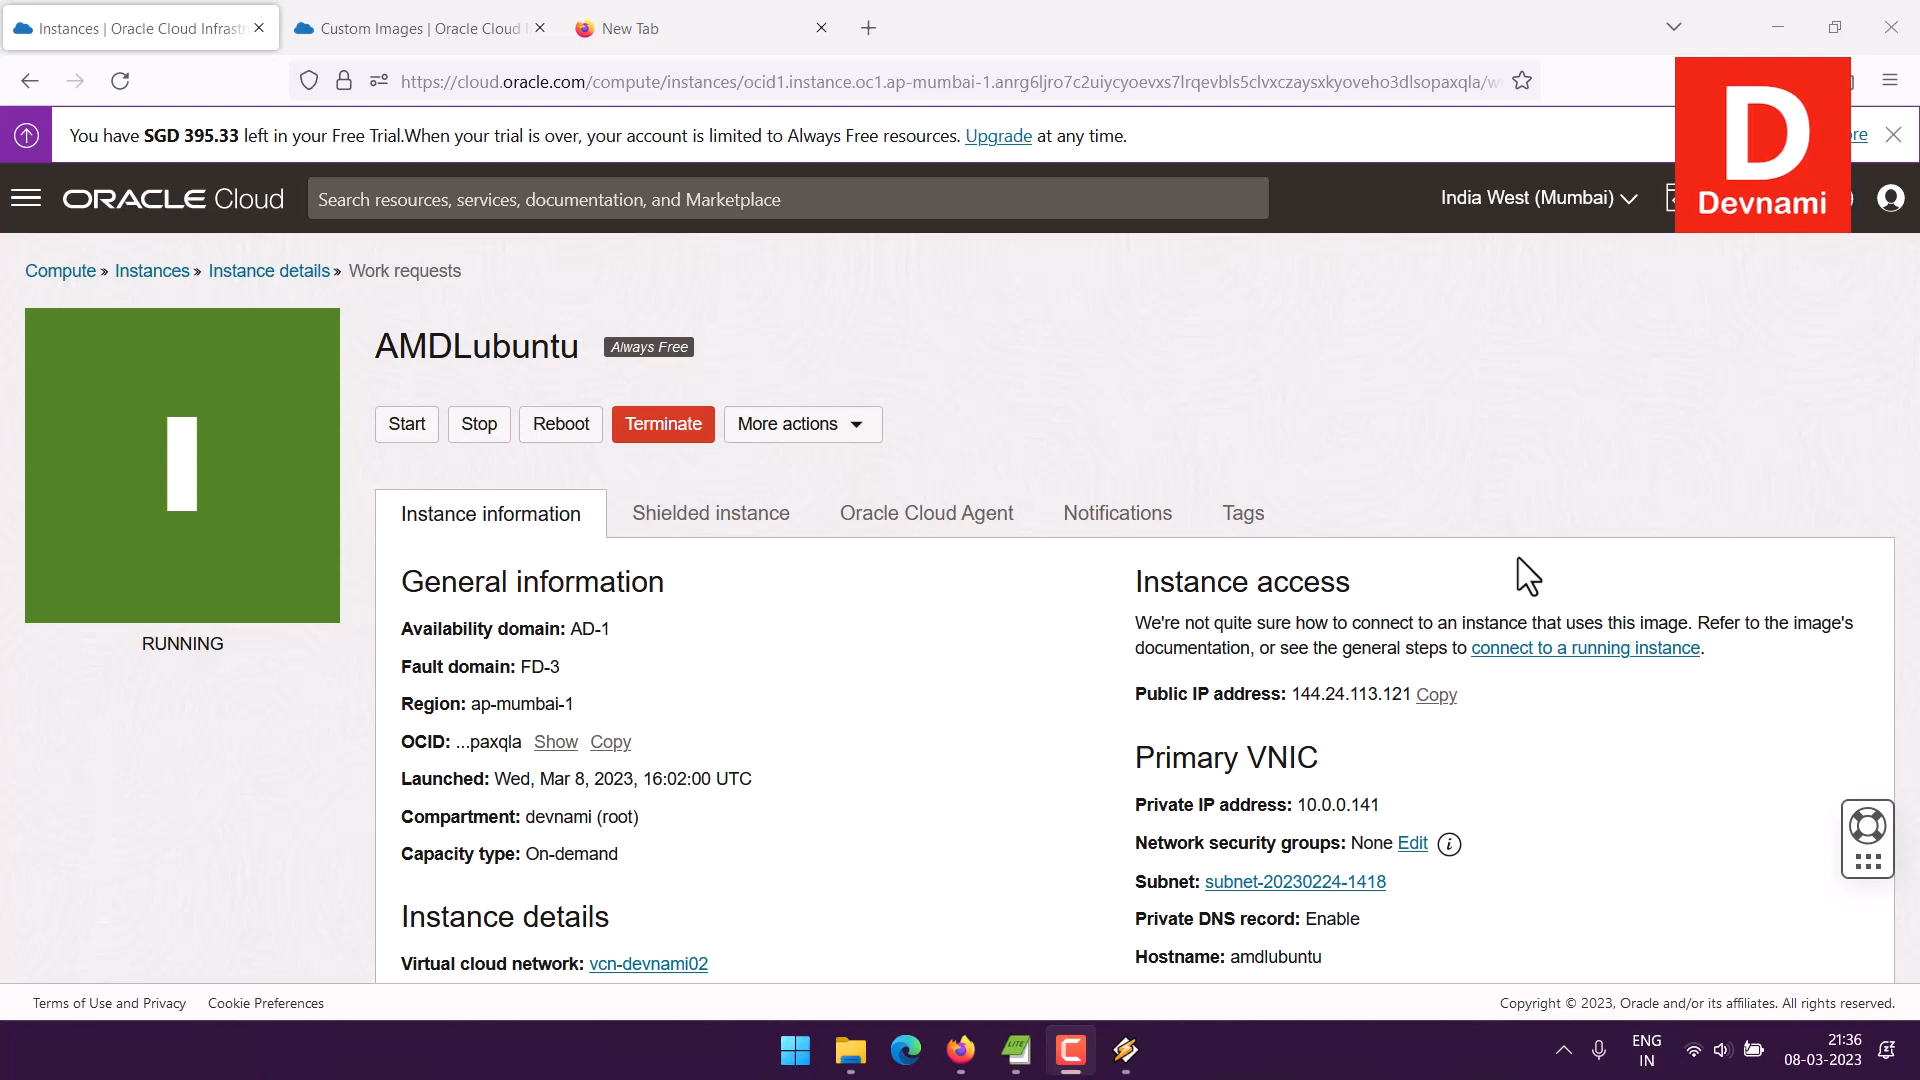 Instances | Oracle Cloud Infrastr
Custom Images | Oracle Cloud I
New Tab
https://cloud.oracle.com/compute/instances/ocid1.instance.oc1.ap-mumbai-1.anrg6ljro7c2uiycyoevxs7lrqevbls5clvxczaysxkyoveho3dlsopaxqla/w
You have SGD 395.33 left in your Free Trial.When your trial is over, your account is limited to Always Free resources. Upgrade at any time.
D
Devnami
ORACLE Cloud
Search resources, services, documentation, and Marketplace
India West (Mumbai)
Compute » Instances » Instance details » Work requests
I
RUNNING
AMDLubuntu
Always Free
Start
Stop
Reboot
Terminate
More actions
Instance information
Shielded instance
Oracle Cloud Agent
Notifications
Tags
General information
Availability domain: AD-1
Fault domain: FD-3
Region: ap-mumbai-1
OCID: ...paxqla Show Copy
Launched: Wed, Mar 8, 2023, 16:02:00 UTC
Compartment: devnami (root)
Capacity type: On-demand
Instance details
Virtual cloud network: vcn-devnami02
Instance access
We're not quite sure how to connect to an instance that uses this image. Refer to the image's
documentation, or see the general steps to connect to a running instance.
Public IP address: 144.24.113.121 Copy
Primary VNIC
Private IP address: 10.0.0.141
Network security groups: None Edit
Subnet: subnet-20230224-1418
Private DNS record: Enable
Hostname: amdlubuntu
Terms of Use and Privacy
Cookie Preferences
Copyright © 2023, Oracle and/or its affiliates. All rights reserved.
LITE
ENG
IN
21:36
08-03-2023